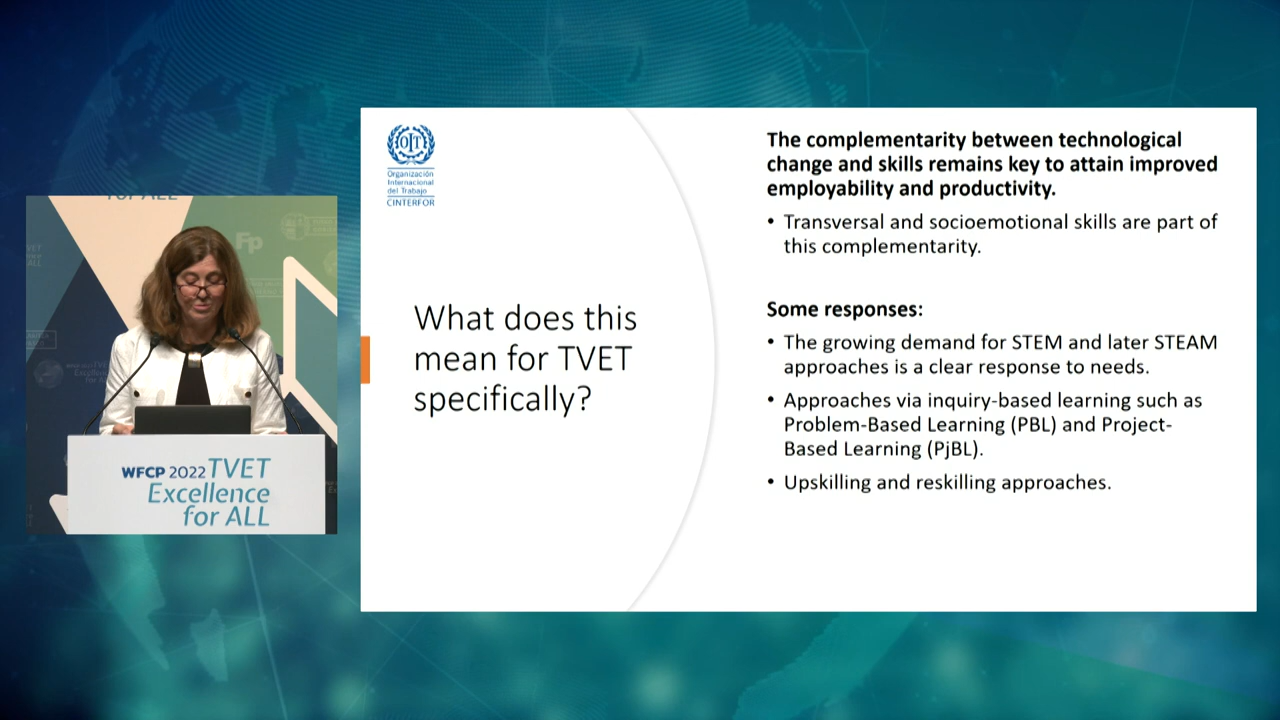 FOR ALL
Fp
WFCP 2022 TVET
Excellence
for ALL
OIT
Organización
Internacional
del Trabajo
CINTERFOR
What does this
mean for TVET
specifically?
The complementarity between technological
change and skills remains key to attain improved
employability and productivity.
• Transversal and socioemotional skills are part of
this complementarity.
Some responses:
• The growing demand for STEM and later STEAM
approaches is a clear response to needs.
• Approaches via inquiry-based learning such as
Problem-Based Learning (PBL) and Project-
Based Learning (PjBL).
• Upskilling and reskilling approaches.